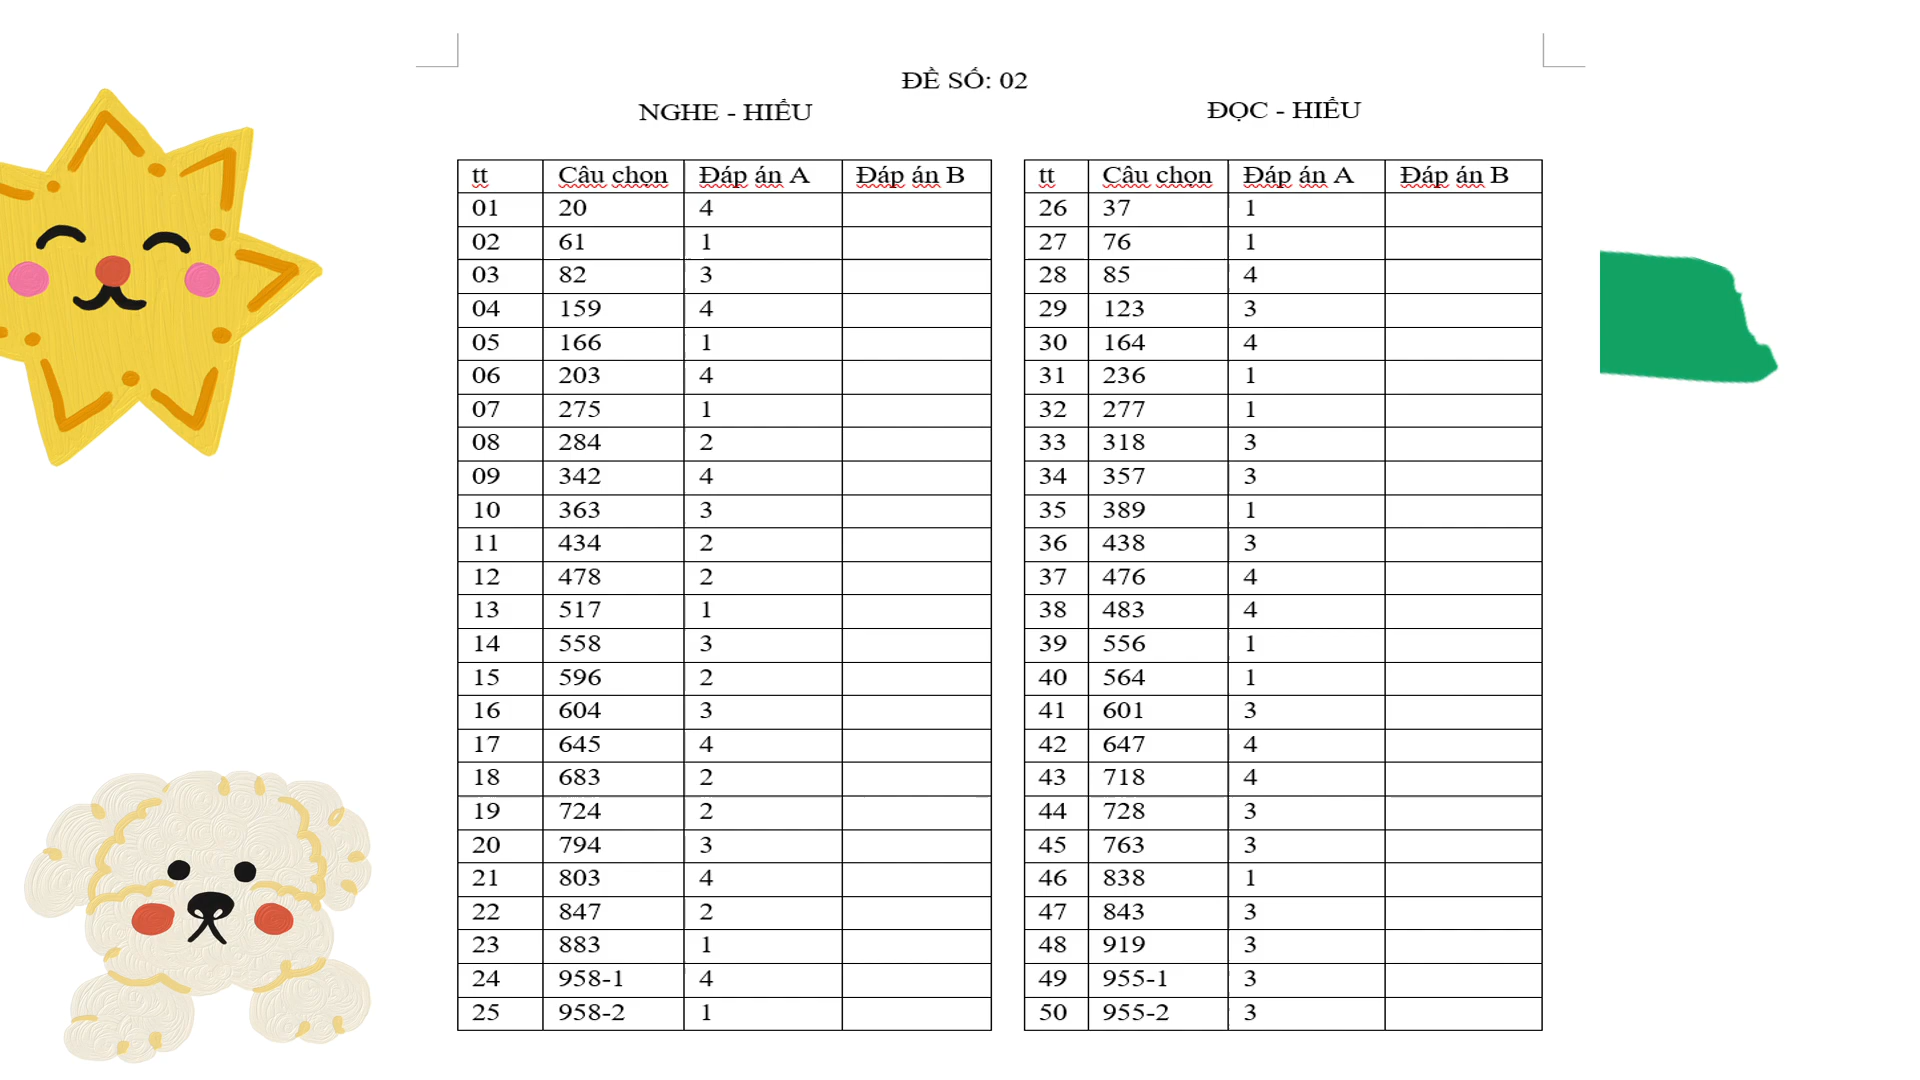 ĐỀ SỐ: 02
NGHE - HIỂU
tt Câu chọn Đáp án A Đáp án B
01 20 4
02 61 1
03 82 3
04 159 4
05 166 1
06 203 4
07 275 1
08 284 2
09 342 4
10 363 3
11 434 2
12 478 2
13 517 1
14 558 3
15 596 2
16 604 3
17 645 4
18 683 2
19 724 2
20 794 3
21 803 4
22 847 2
23 883 1
24 958-1 4
25 958-2 1
ĐỌC - HIỂU
tt Câu chọn Đáp án A Đáp án B
26 37 1
27 76 1
28 85 4
29 123 3
30 164 4
31 236 1
32 277 1
33 318 3
34 357 3
35 389 1
36 438 3
37 476 4
38 483 4
39 556 1
40 564 1
41 601 3
42 647 4
43 718 4
44 728 3
45 763 3
46 838 1
47 843 3
48 919 3
49 955-1 3
50 955-2 3